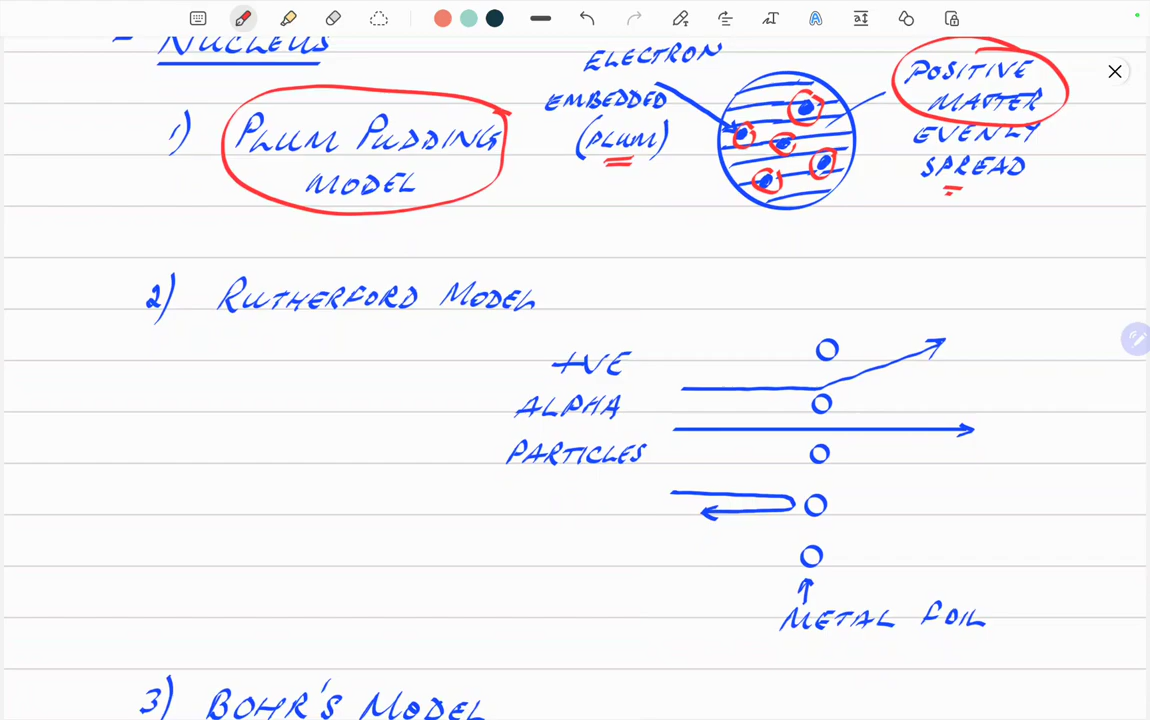 - NUCLEUS
1) PLUM PUDDING
MODEL
ELECTRON
EMBEDDED
(PLUM)
POSITIVE
MATTER
EVENLY
SPREAD
2) RUTHERFORD MODEL
+VE
ALPHA
PARTICLES
METAL FOIL
3) BOHR'S MODEL